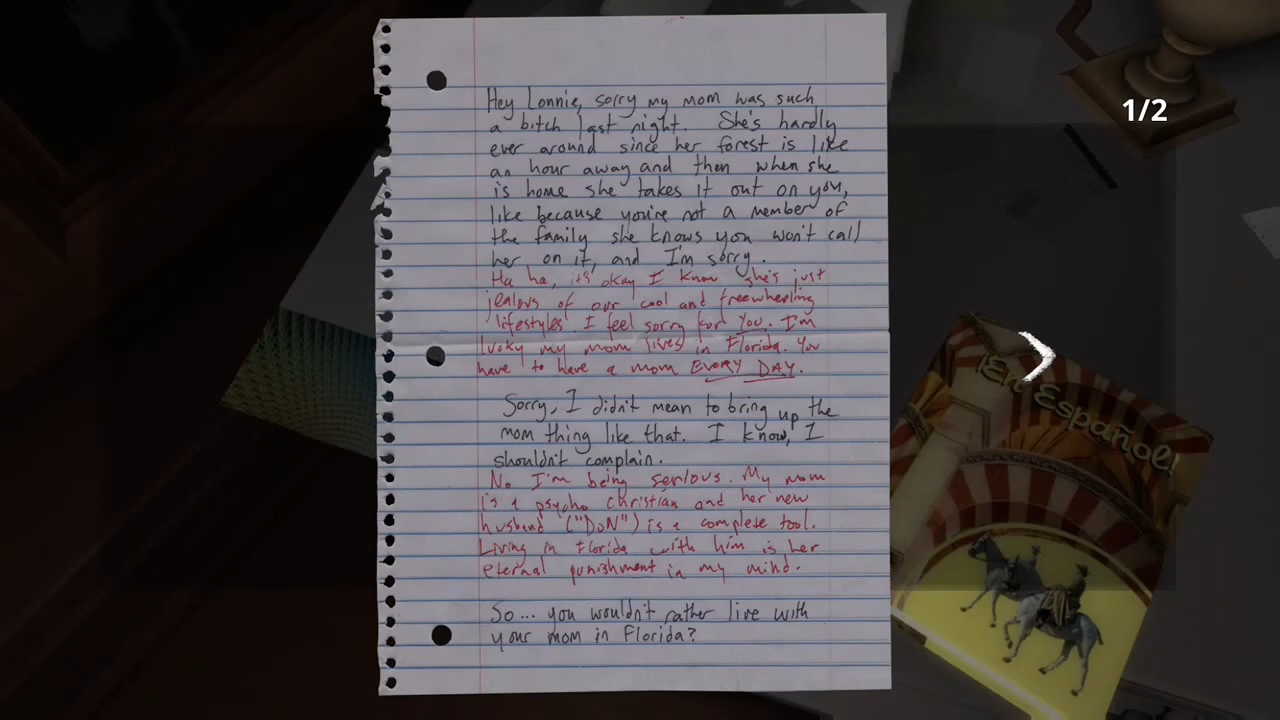 1/2
Hey Lonnie, sorry my mom was such
a bitch last night. She's hardly
ever around since her forest is like
an hour away and then when she
is home she takes it out on you,
like because you're not a member of
the family she knows you won't call
her on it, and I'm sorry.
Ha ha, it's okay I know she's just
jealous of our cool and freewheeling
lifestyles. I feel sorry for You. I'm
lucky my mom lives in Florida. You
have to have a mom EVERY DAY.
Sorry, I didn't mean to bring up the
mom thing like that. I know, I
shouldn't complain.
No I'm being serious. My mom
is a psycho Christian and her new
husband ("DON") is a complete tool.
Living in Florida with him is her
eternal punishment in my mind.
So... you wouldn't rather live with
your mom in Florida?
¡En Español!